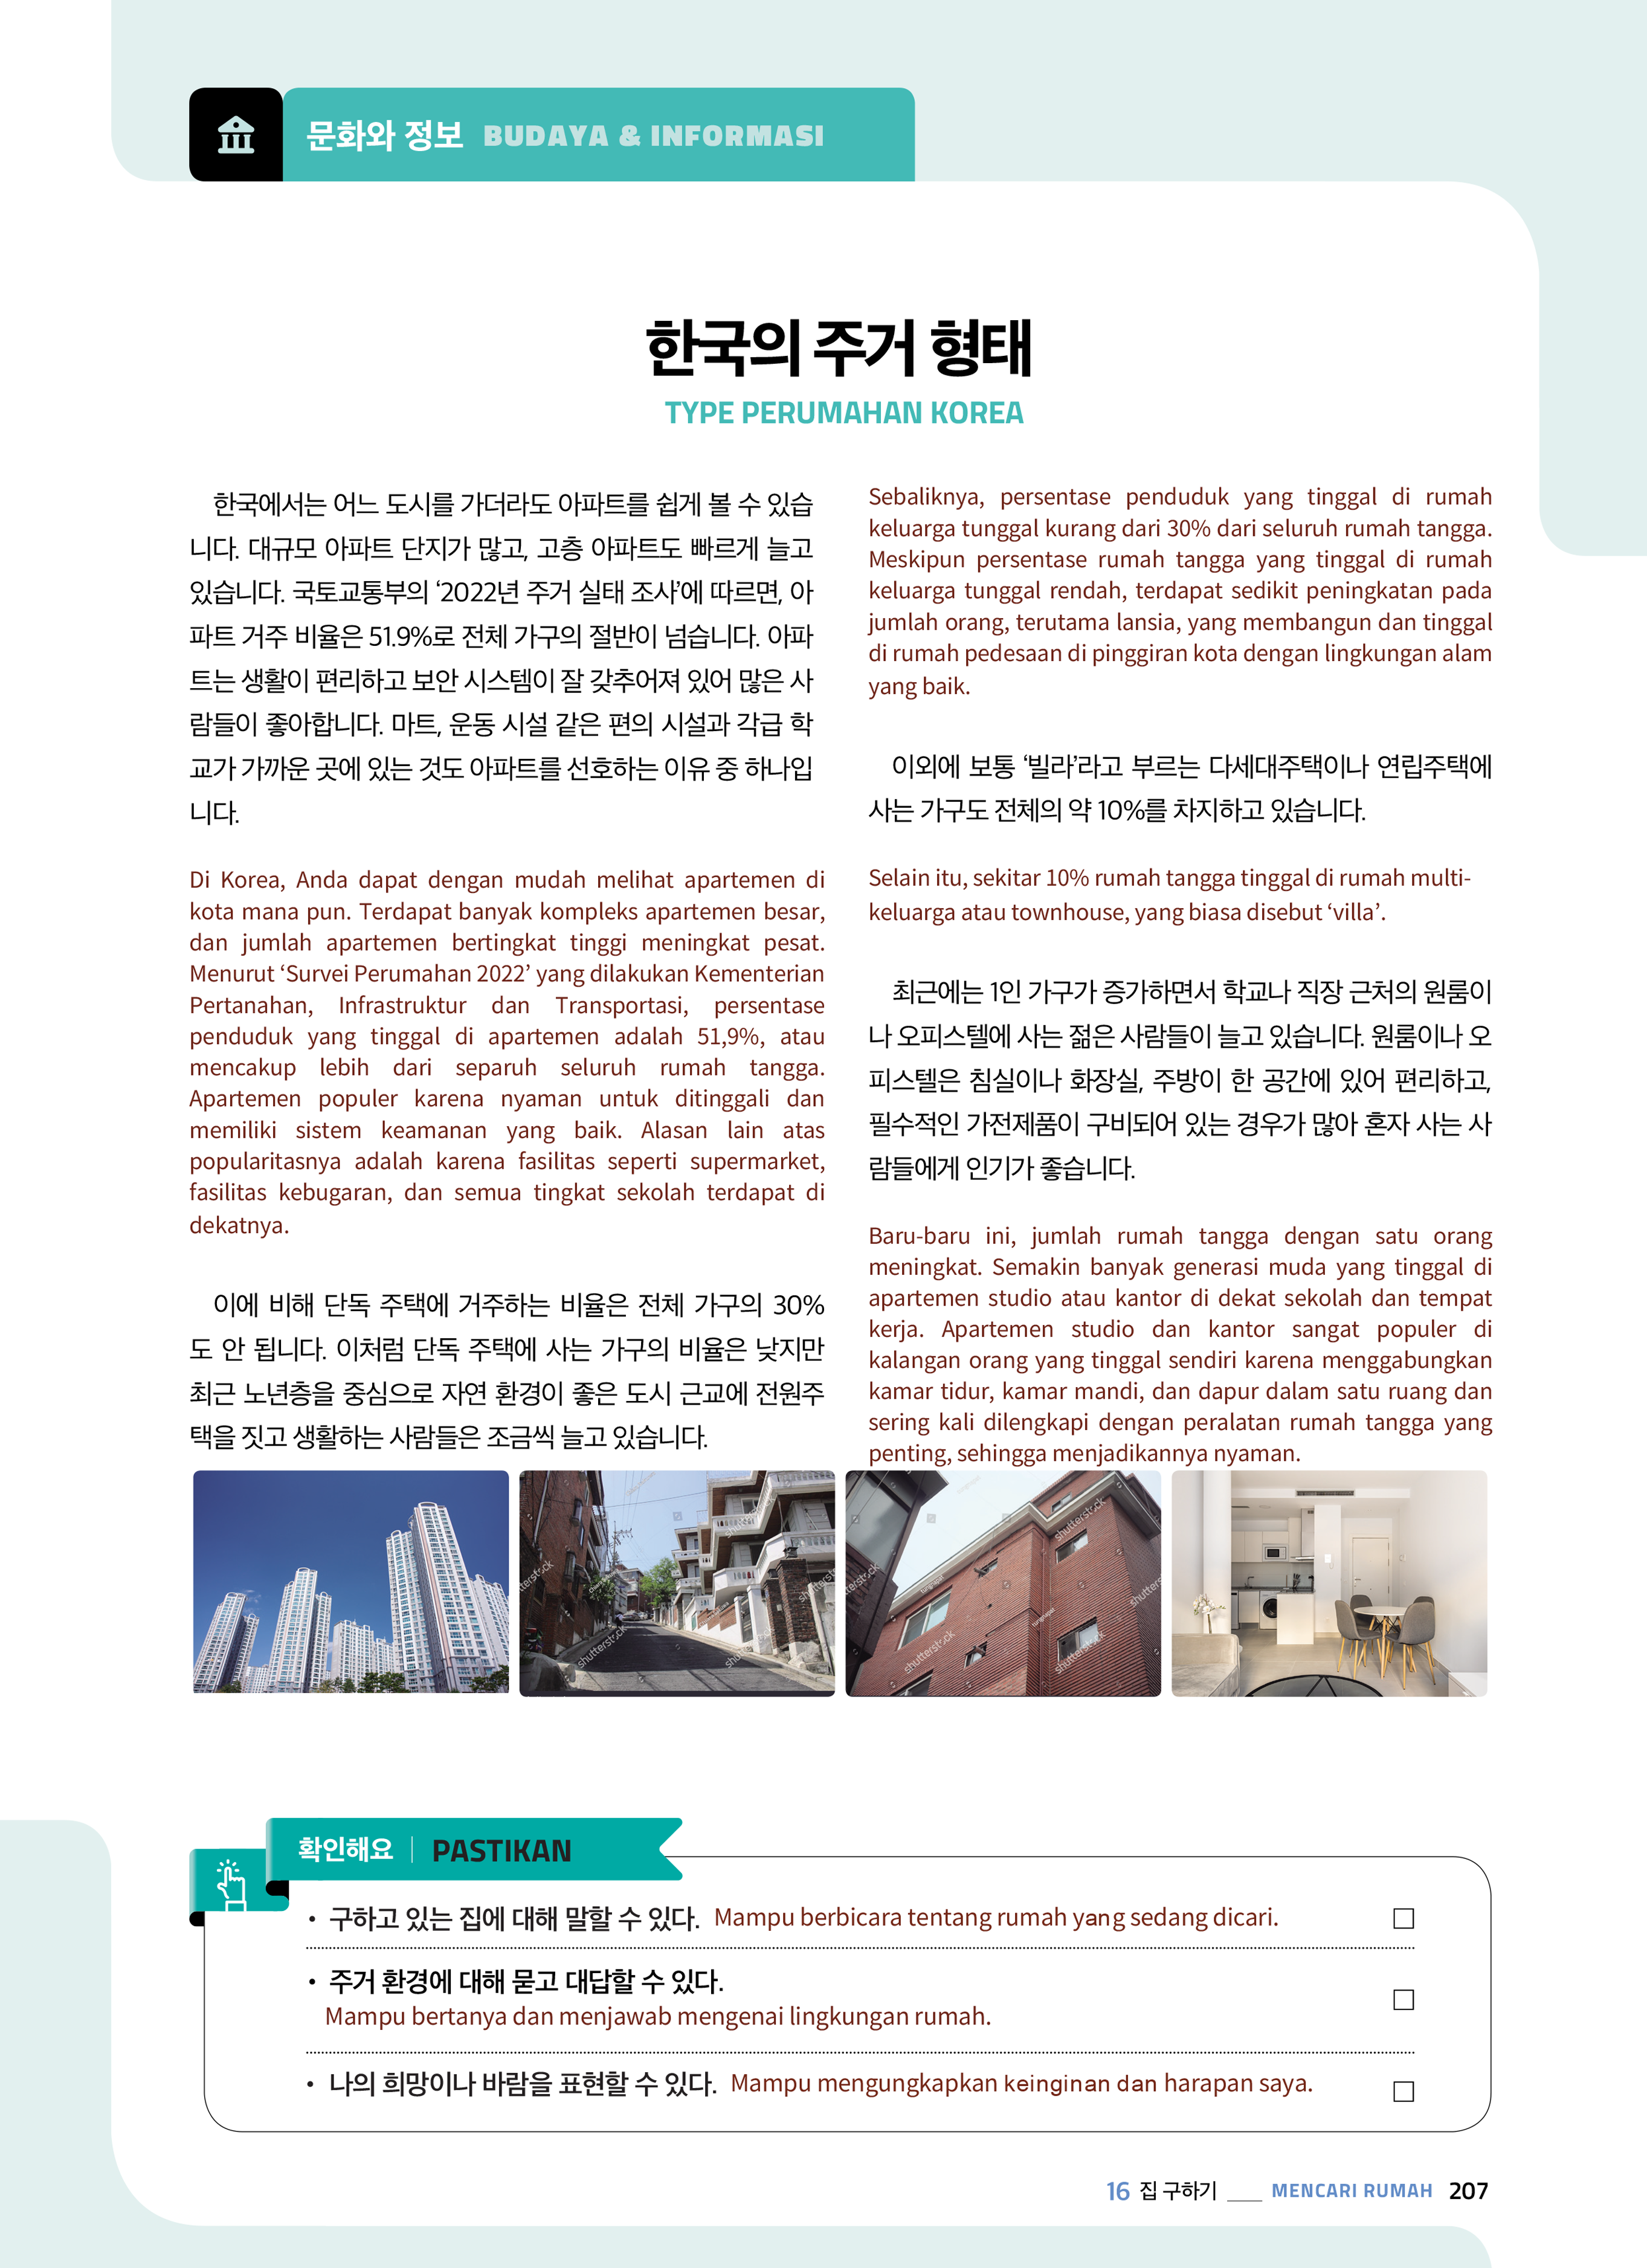 문화와 정보 BUDAYA & INFORMASI
한국의 주거 형태
TYPE PERUMAHAN KOREA
한국에서는 어느 도시를 가더라도 아파트를 쉽게 볼 수 있습
니다. 대규모 아파트 단지가 많고, 고층 아파트도 빠르게 늘고
있습니다. 국토교통부의 ‘2022년 주거 실태 조사’에 따르면, 아
파트 거주 비율은 51.9%로 전체 가구의 절반이 넘습니다. 아파
트는 생활이 편리하고 보안 시스템이 잘 갖추어져 있어 많은 사
람들이 좋아합니다. 마트, 운동 시설 같은 편의 시설과 각급 학
교가 가까운 곳에 있는 것도 아파트를 선호하는 이유 중 하나입
니다.
Di Korea, Anda dapat dengan mudah melihat apartemen di
kota mana pun. Terdapat banyak kompleks apartemen besar,
dan jumlah apartemen bertingkat tinggi meningkat pesat.
Menurut ‘Survei Perumahan 2022’ yang dilakukan Kementerian
Pertanahan, Infrastruktur dan Transportasi, persentase
penduduk yang tinggal di apartemen adalah 51,9%, atau
mencakup lebih dari separuh seluruh rumah tangga.
Apartemen populer karena nyaman untuk ditinggali dan
memiliki sistem keamanan yang baik. Alasan lain atas
popularitasnya adalah karena fasilitas seperti supermarket,
fasilitas kebugaran, dan semua tingkat sekolah terdapat di
dekatnya.
이에 비해 단독 주택에 거주하는 비율은 전체 가구의 30%
도 안 됩니다. 이처럼 단독 주택에 사는 가구의 비율은 낮지만
최근 노년층을 중심으로 자연 환경이 좋은 도시 근교에 전원주
택을 짓고 생활하는 사람들은 조금씩 늘고 있습니다.
Sebaliknya, persentase penduduk yang tinggal di rumah
keluarga tunggal kurang dari 30% dari seluruh rumah tangga.
Meskipun persentase rumah tangga yang tinggal di rumah
keluarga tunggal rendah, terdapat sedikit peningkatan pada
jumlah orang, terutama lansia, yang membangun dan tinggal
di rumah pedesaan di pinggiran kota dengan lingkungan alam
yang baik.
이외에 보통 ‘빌라’라고 부르는 다세대주택이나 연립주택에
사는 가구도 전체의 약 10%를 차지하고 있습니다.
Selain itu, sekitar 10% rumah tangga tinggal di rumah multi-
keluarga atau townhouse, yang biasa disebut ‘villa’.
최근에는 1인 가구가 증가하면서 학교나 직장 근처의 원룸이
나 오피스텔에 사는 젊은 사람들이 늘고 있습니다. 원룸이나 오
피스텔은 침실이나 화장실, 주방이 한 공간에 있어 편리하고,
필수적인 가전제품이 구비되어 있는 경우가 많아 혼자 사는 사
람들에게 인기가 좋습니다.
Baru-baru ini, jumlah rumah tangga dengan satu orang
meningkat. Semakin banyak generasi muda yang tinggal di
apartemen studio atau kantor di dekat sekolah dan tempat
kerja. Apartemen studio dan kantor sangat populer di
kalangan orang yang tinggal sendiri karena menggabungkan
kamar tidur, kamar mandi, dan dapur dalam satu ruang dan
sering kali dilengkapi dengan peralatan rumah tangga yang
penting, sehingga menjadikannya nyaman.
shutterstock
shutterstock
shutterstock
shutterstock
shutterstock
확인해요 PASTIKAN
• 구하고 있는 집에 대해 말할 수 있다. Mampu berbicara tentang rumah yang sedang dicari. □
• 주거 환경에 대해 묻고 대답할 수 있다. □
Mampu bertanya dan menjawab mengenai lingkungan rumah.
• 나의 희망이나 바람을 표현할 수 있다. Mampu mengungkapkan keinginan dan harapan saya. □
16 집 구하기 ___ MENCARI RUMAH 207